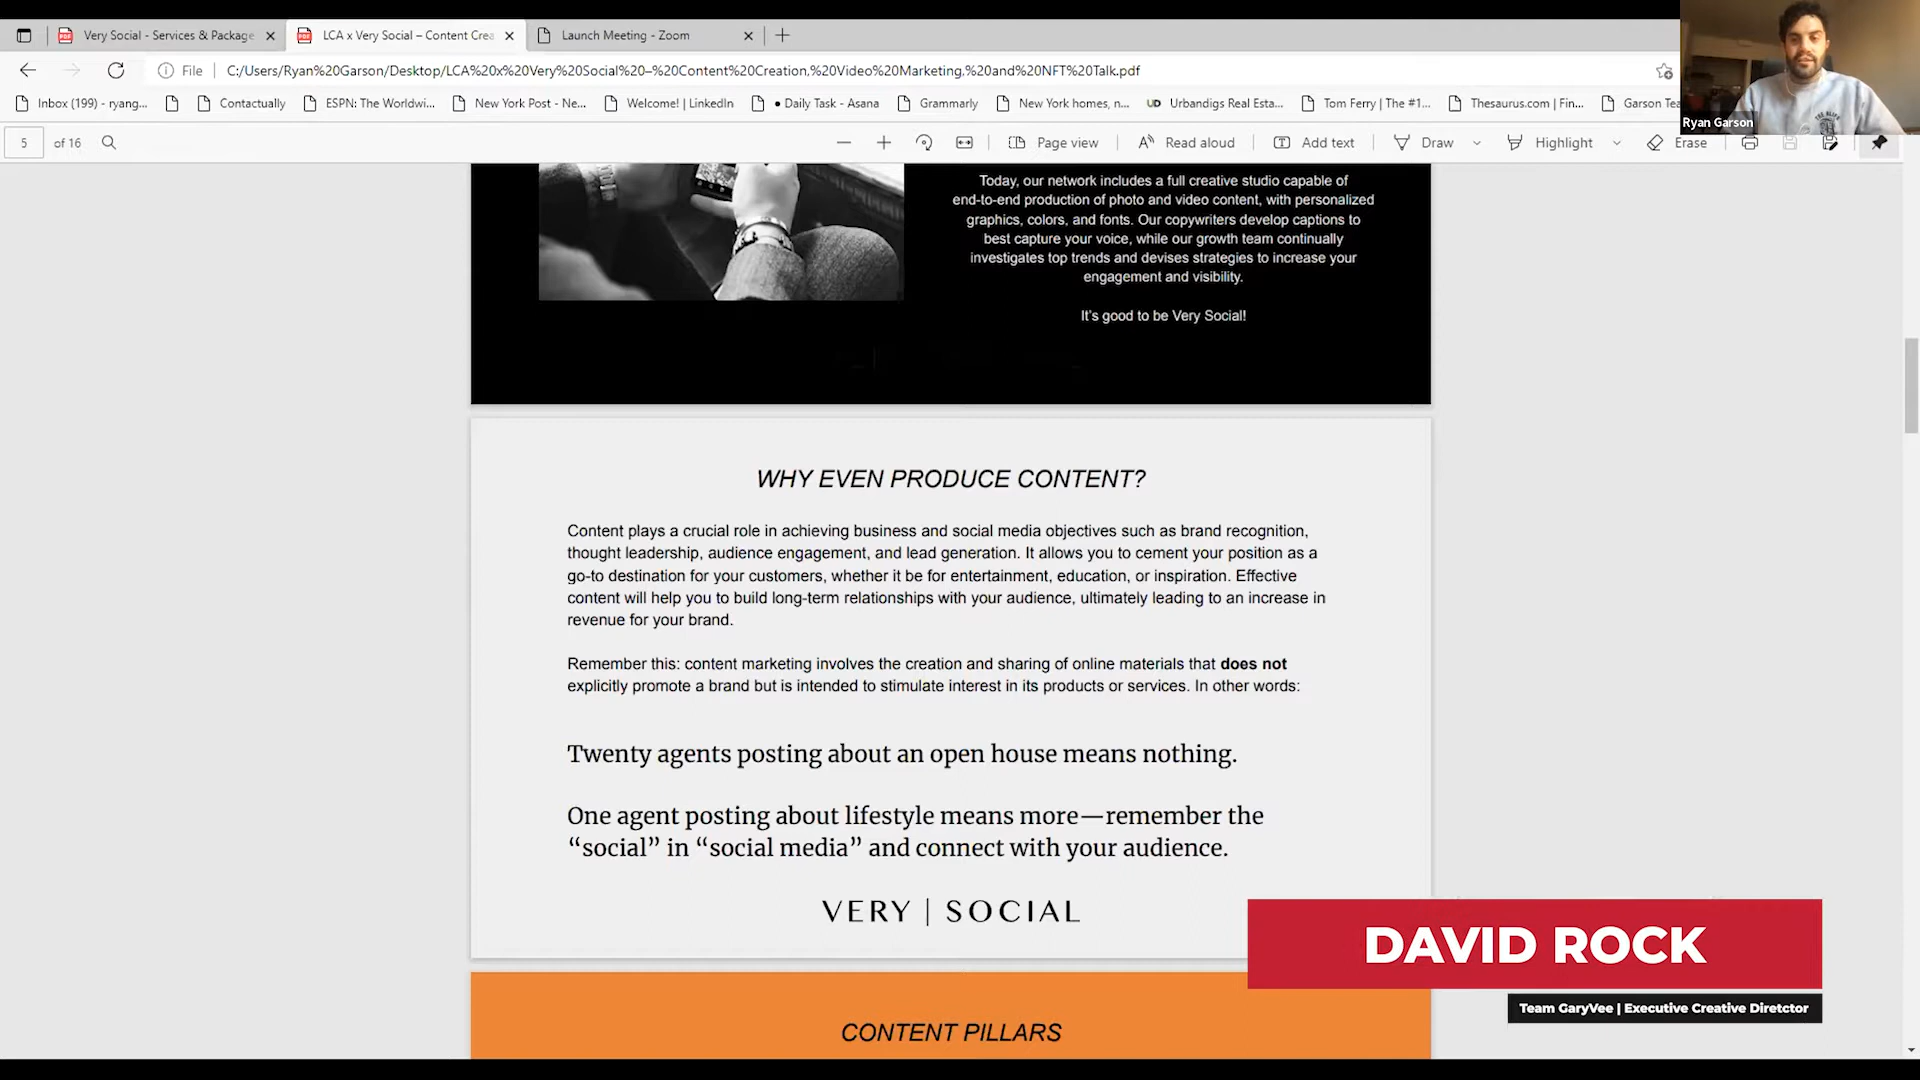 Very Social - Services & Package
LCA x Very Social – Content Crea
Launch Meeting - Zoom
File
C:/Users/Ryan%20Garson/Desktop/LCA%20x%20Very%20Social%20–%20Content%20Creation,%20Video%20Marketing,%20and%20NFT%20Talk.pdf
Inbox (199) - ryang...
Contactually
ESPN: The Worldwi...
New York Post - Ne...
Welcome! | LinkedIn
• Daily Task - Asana
Grammarly
New York homes, n...
UD Urbandigs Real Esta...
Tom Ferry | The #1...
Thesaurus.com | Fin...
Garson Tea
Ryan Garson
5 of 16
Page view
Read aloud
Add text
Draw
Highlight
Erase
Today, our network includes a full creative studio capable of
end-to-end production of photo and video content, with personalized
graphics, colors, and fonts. Our copywriters develop captions to
best capture your voice, while our growth team continually
investigates top trends and devises strategies to increase your
engagement and visibility.
It's good to be Very Social!
WHY EVEN PRODUCE CONTENT?
Content plays a crucial role in achieving business and social media objectives such as brand recognition,
thought leadership, audience engagement, and lead generation. It allows you to cement your position as a
go-to destination for your customers, whether it be for entertainment, education, or inspiration. Effective
content will help you to build long-term relationships with your audience, ultimately leading to an increase in
revenue for your brand.
Remember this: content marketing involves the creation and sharing of online materials that does not
explicitly promote a brand but is intended to stimulate interest in its products or services. In other words:
Twenty agents posting about an open house means nothing.
One agent posting about lifestyle means more—remember the
“social” in “social media” and connect with your audience.
VERY | SOCIAL
DAVID ROCK
Team GaryVee | Executive Creative Diretctor
CONTENT PILLARS